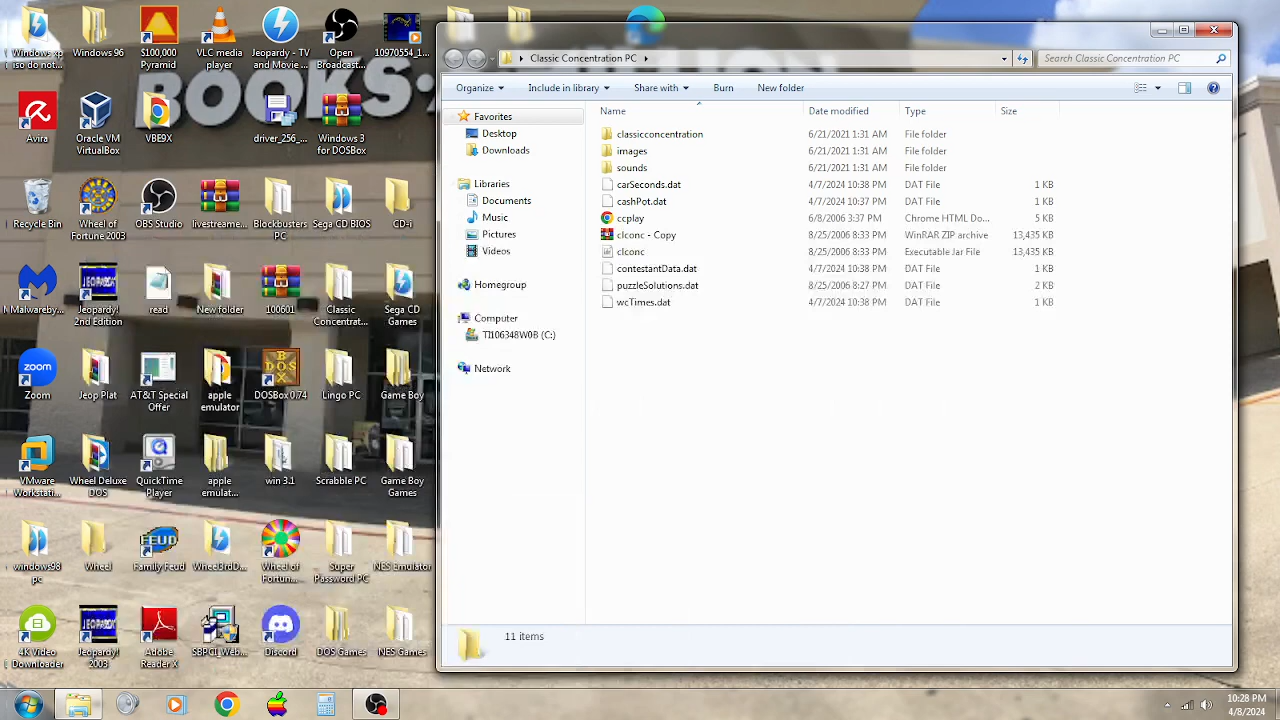 BOOKS
Windows xp
iso do not...
Windows 96
$100,000
Pyramid
VLC media
player
Jeopardy - TV
and Movie ...
Open
Broadcast...
10970554_1...
Avira
Oracle VM
VirtualBox
VBE9X
driver_256_...
Windows 3
for DOSBox
Recycle Bin
Wheel of
Fortune 2003
OBS Studio
livestreame...
Blockbusters
PC
Sega CD BIOS
CD-i
Malwareby...
Jeopardy!
2nd Edition
read
New folder
100601
Classic
Concentrat...
Sega CD
Games
Zoom
Jeop Plat
AT&T Special
Offer
apple
emulator
DOSBox 0.74
Lingo PC
Game Boy
VMware
Workstati...
Wheel Deluxe
DOS
QuickTime
Player
apple
emulat...
win 3.1
Scrabble PC
Game Boy
Games
windows98
pc
Wheel
Family Feud
Wheel3rdD...
Wheel of
Fortun...
Super
Password PC
NES Emulator
4K Video
Downloader
Jeopardy!
2003
Adobe
Reader X
SBPCI_Web...
Discord
DOS Games
NES Games
Classic Concentration PC
Search Classic Concentration PC
Organize
Include in library
Share with
Burn
New folder
Favorites
Desktop
Downloads
Libraries
Documents
Music
Pictures
Videos
Homegroup
Computer
TI106348W0B (C:)
Network
Name Date modified Type Size
classicconcentration 6/21/2021 1:31 AM File folder
images 6/21/2021 1:31 AM File folder
sounds 6/21/2021 1:31 AM File folder
carSeconds.dat 4/7/2024 10:38 PM DAT File 1 KB
cashPot.dat 4/7/2024 10:38 PM DAT File 1 KB
ccplay 6/8/2006 3:37 PM Chrome HTML Do... 5 KB
clconc - Copy 8/25/2006 8:33 PM WinRAR ZIP archive 13,435 KB
clconc 8/25/2006 8:33 PM Executable Jar File 13,435 KB
contestantData.dat 4/7/2024 10:38 PM DAT File 1 KB
puzzleSolutions.dat 8/25/2006 8:27 PM DAT File 2 KB
wcTimes.dat 4/7/2024 10:38 PM DAT File 1 KB
11 items
10:28 PM
4/8/2024